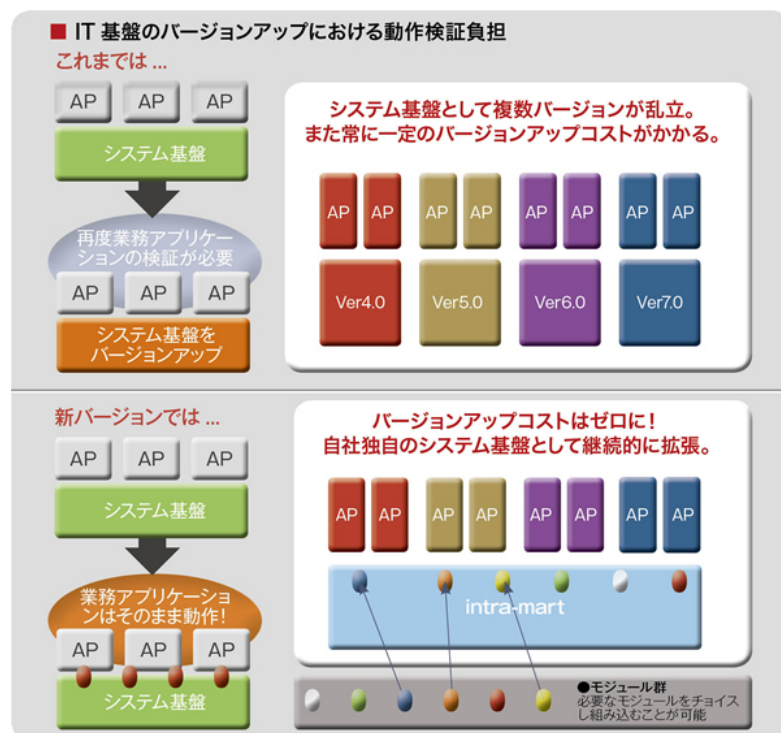 ■ IT 基盤のバージョンアップにおける動作検証負担
これまでは ...
AP AP AP
システム基盤
再度業務アプリケー
ションの検証が必要
AP AP AP
システム基盤を
バージョンアップ
システム基盤として複数バージョンが乱立。
また常に一定のバージョンアップコストがかかる。
AP AP AP AP AP AP AP AP
Ver4.0 Ver5.0 Ver6.0 Ver7.0
新バージョンでは ...
AP AP AP
システム基盤
業務アプリケーショ
ンはそのまま動作!
AP AP AP
システム基盤
バージョンアップコストはゼロに!
自社独自のシステム基盤として継続的に拡張。
AP AP AP AP AP AP AP AP
intra-mart
●モジュール群
必要なモジュールをチョイス
し組み込むことが可能